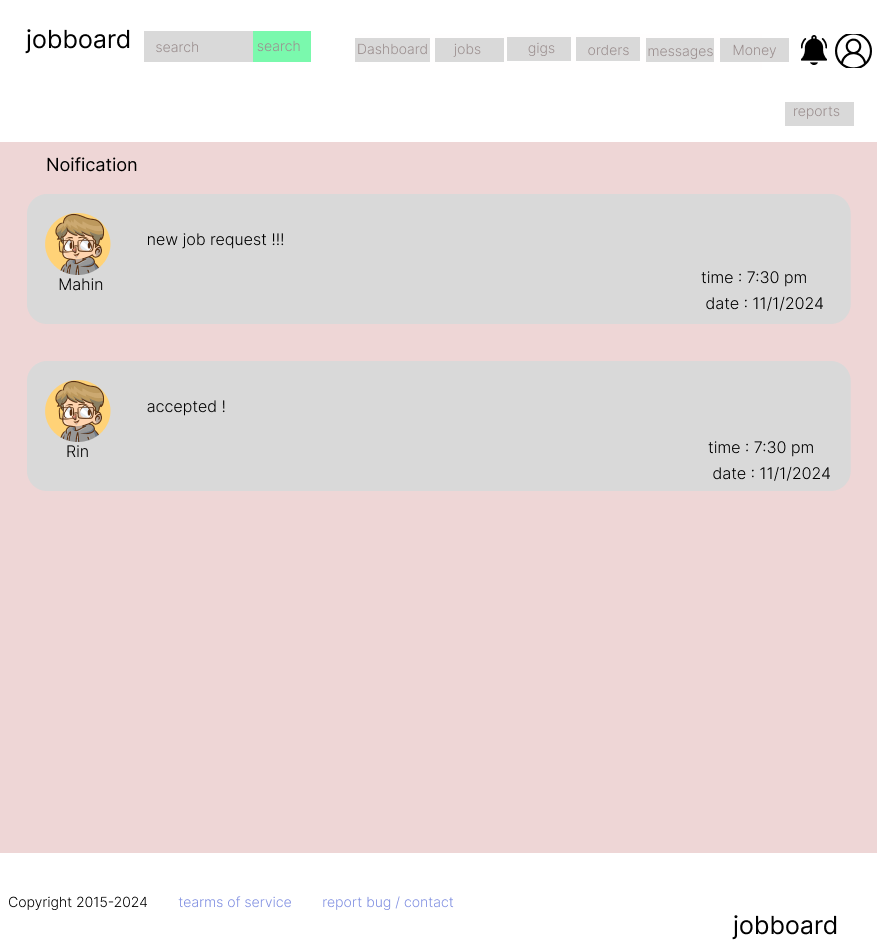 jobboard
search search
Dashboard jobs gigs orders messages Money
reports
Noification
new job request !!!
Mahin
time : 7:30 pm
date : 11/1/2024
accepted !
Rin
time : 7:30 pm
date : 11/1/2024
Copyright 2015-2024 tearms of service report bug / contact
jobboard